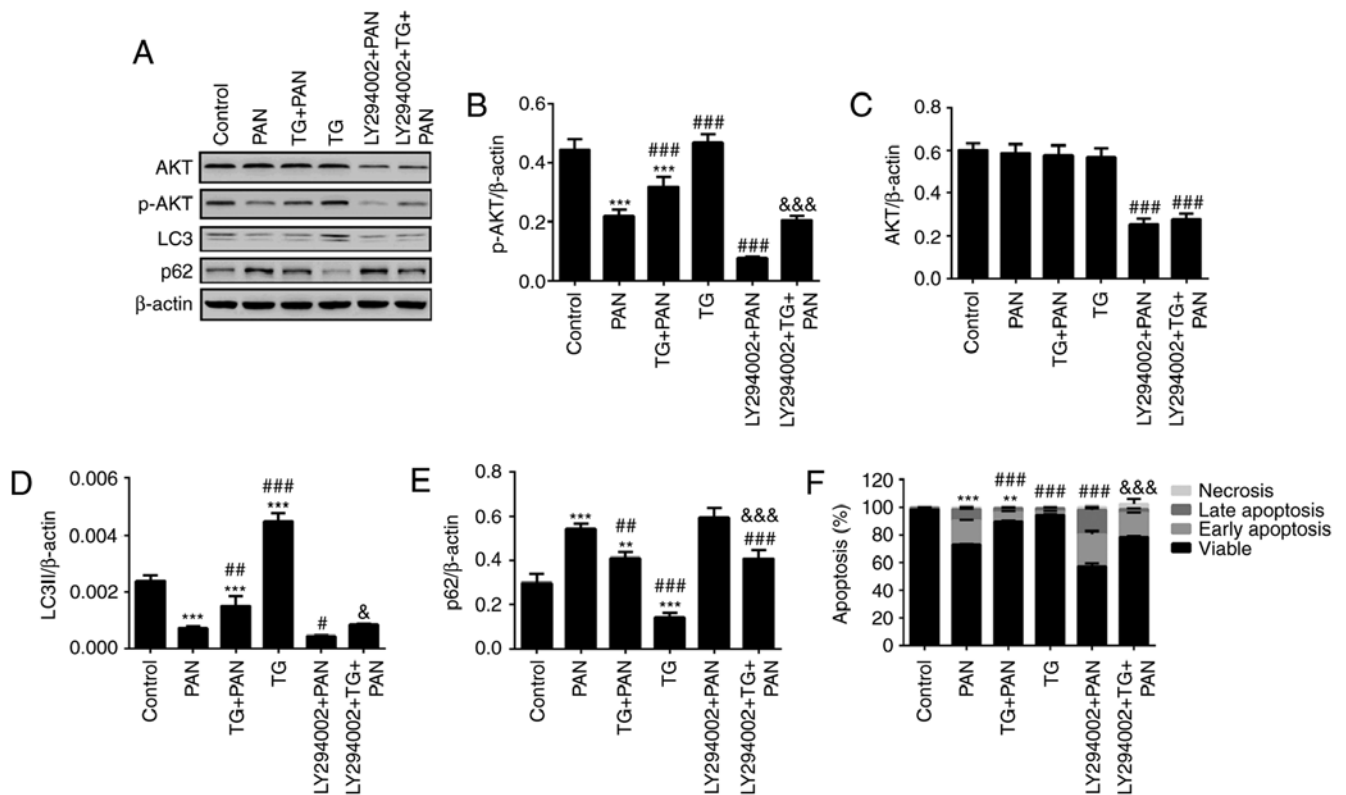 A
Control
PAN
TG+PAN
TG
LY294002+PAN
LY294002+TG+
PAN
AKT
p-AKT
LC3
p62
β-actin
B
p-AKT/β-actin
0.6
0.4
0.2
0.0
***
###
***
###
###
&&&
Control
PAN
TG+PAN
TG
LY294002+PAN
LY294002+TG+
PAN
C
AKT/β-actin
0.8
0.6
0.4
0.2
0.0
###
###
Control
PAN
TG+PAN
TG
LY294002+PAN
LY294002+TG+
PAN
D
LC3II/β-actin
0.006
0.004
0.002
0.000
***
##
***
###
***
#
&
Control
PAN
TG+PAN
TG
LY294002+PAN
LY294002+TG+
PAN
E
p62/β-actin
0.8
0.6
0.4
0.2
0.0
***
##
**
###
***
&&&
###
Control
PAN
TG+PAN
TG
LY294002+PAN
LY294002+TG+
PAN
F
Apoptosis (%)
120
100
80
60
40
20
0
***
###
**
###
###
&&&
Control
PAN
TG+PAN
TG
LY294002+PAN
LY294002+TG+
PAN
Necrosis
Late apoptosis
Early apoptosis
Viable